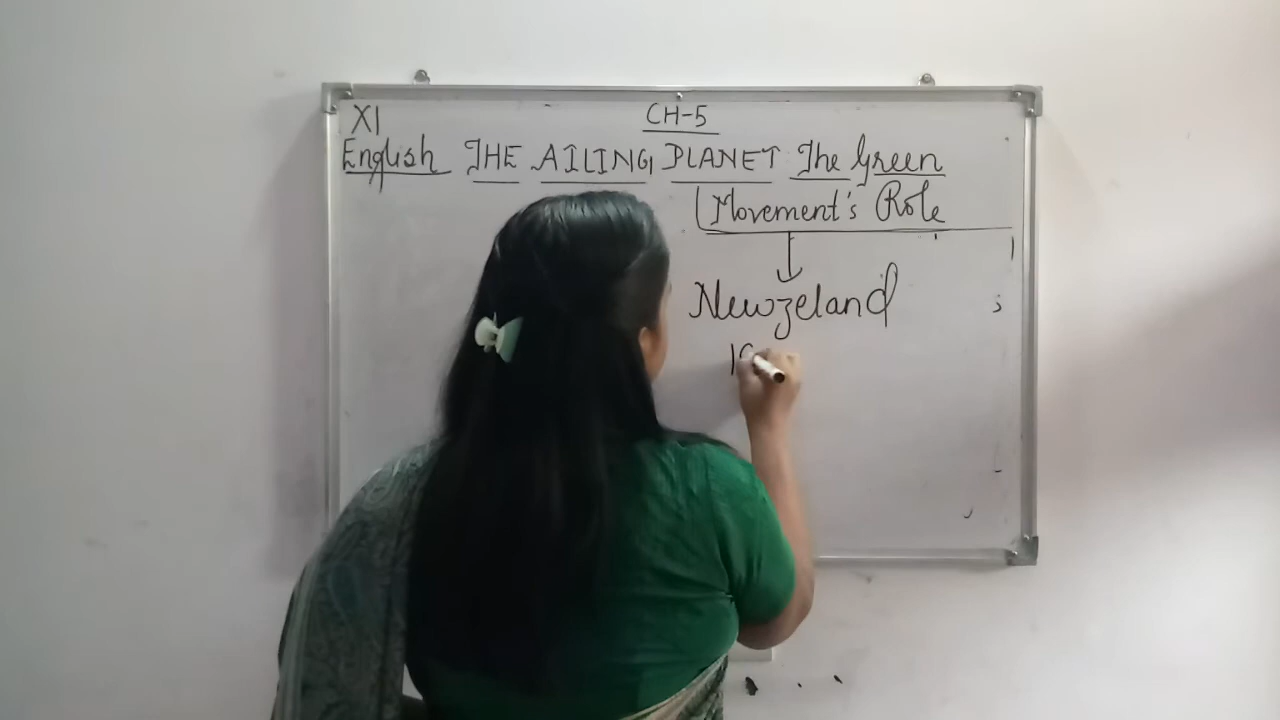 XI
CH-5
English THE AILING PLANET The Green
Movement's Role
Newzeland